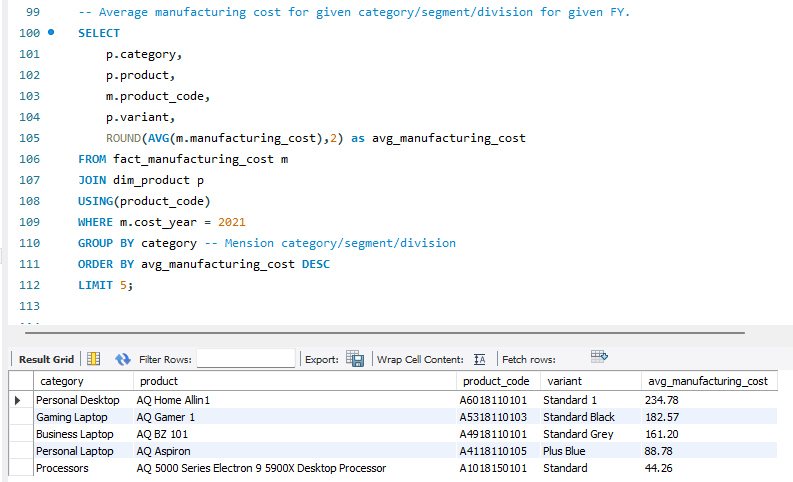 99 -- Average manufacturing cost for given category/segment/division for given FY.
100 SELECT
101 p.category,
102 p.product,
103 m.product_code,
104 p.variant,
105 ROUND(AVG(m.manufacturing_cost),2) as avg_manufacturing_cost
106 FROM fact_manufacturing_cost m
107 JOIN dim_product p
108 USING(product_code)
109 WHERE m.cost_year = 2021
110 GROUP BY category -- Mension category/segment/division
111 ORDER BY avg_manufacturing_cost DESC
112 LIMIT 5;
113
Result Grid Filter Rows: Export: Wrap Cell Content: Fetch rows:
category product product_code variant avg_manufacturing_cost
Personal Desktop AQ Home Allin1 A6018110101 Standard 1 234.78
Gaming Laptop AQ Gamer 1 A5318110103 Standard Black 182.57
Business Laptop AQ BZ 101 A4918110101 Standard Grey 161.20
Personal Laptop AQ Aspiron A4118110105 Plus Blue 88.78
Processors AQ 5000 Series Electron 9 5900X Desktop Processor A1018150101 Standard 44.26